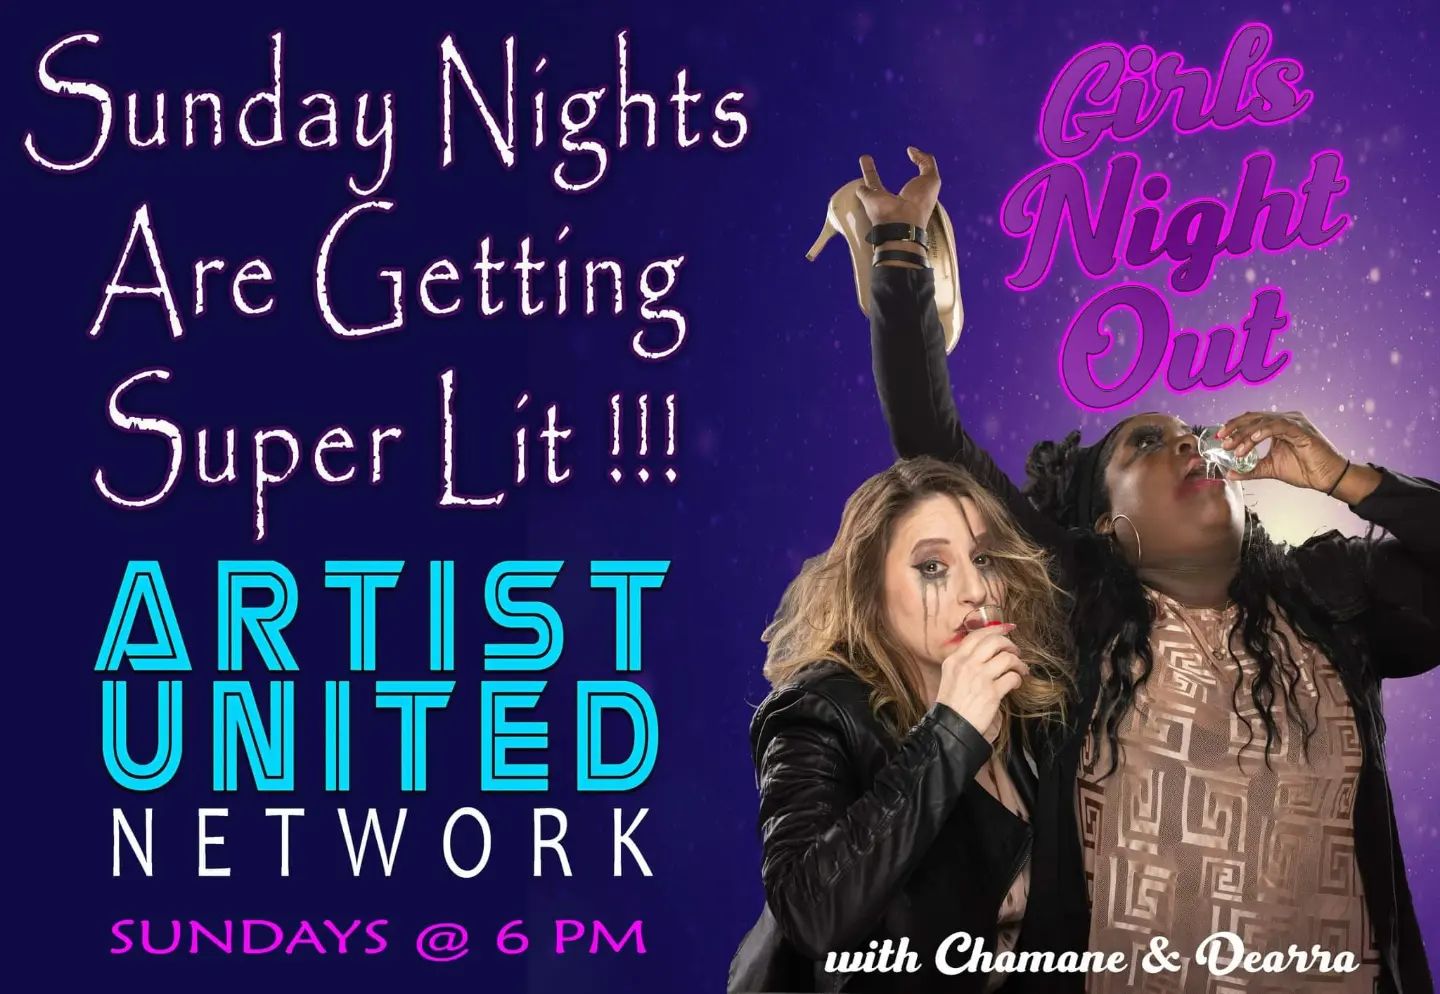 Sunday Nights
Are Getting
Super Lit !!!
ARTIST
UNITED
NETWORK
SUNDAYS @ 6 PM
Girls
Night
Out
with Chamane & Dearra